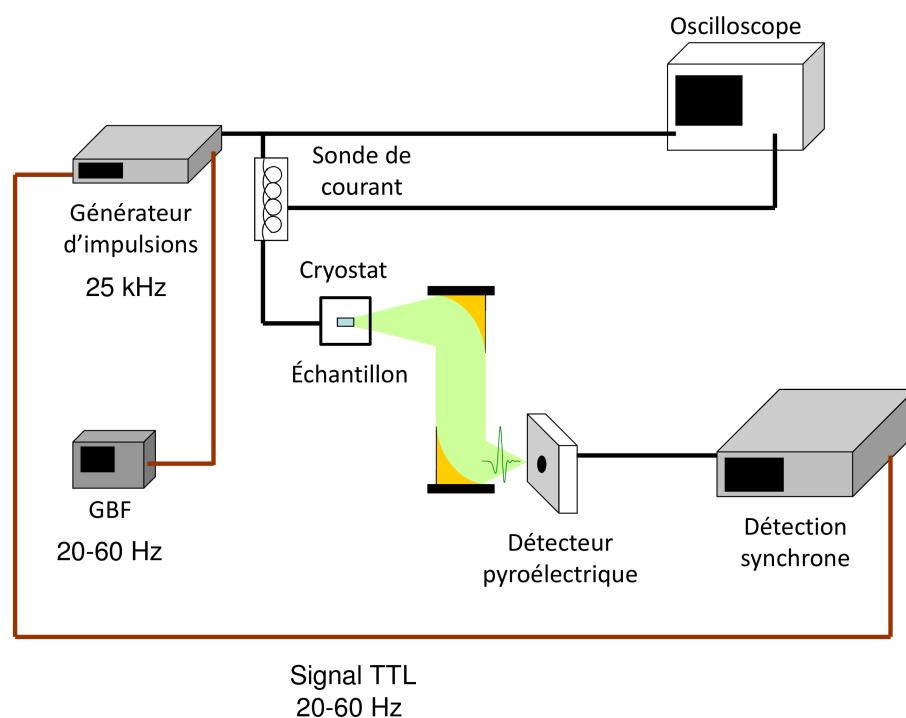 Oscilloscope
Sonde de
courant
Générateur
d'impulsions
25 kHz
Cryostat
Échantillon
GBF
20-60 Hz
Détecteur
pyroélectrique
Détection
synchrone
Signal TTL
20-60 Hz